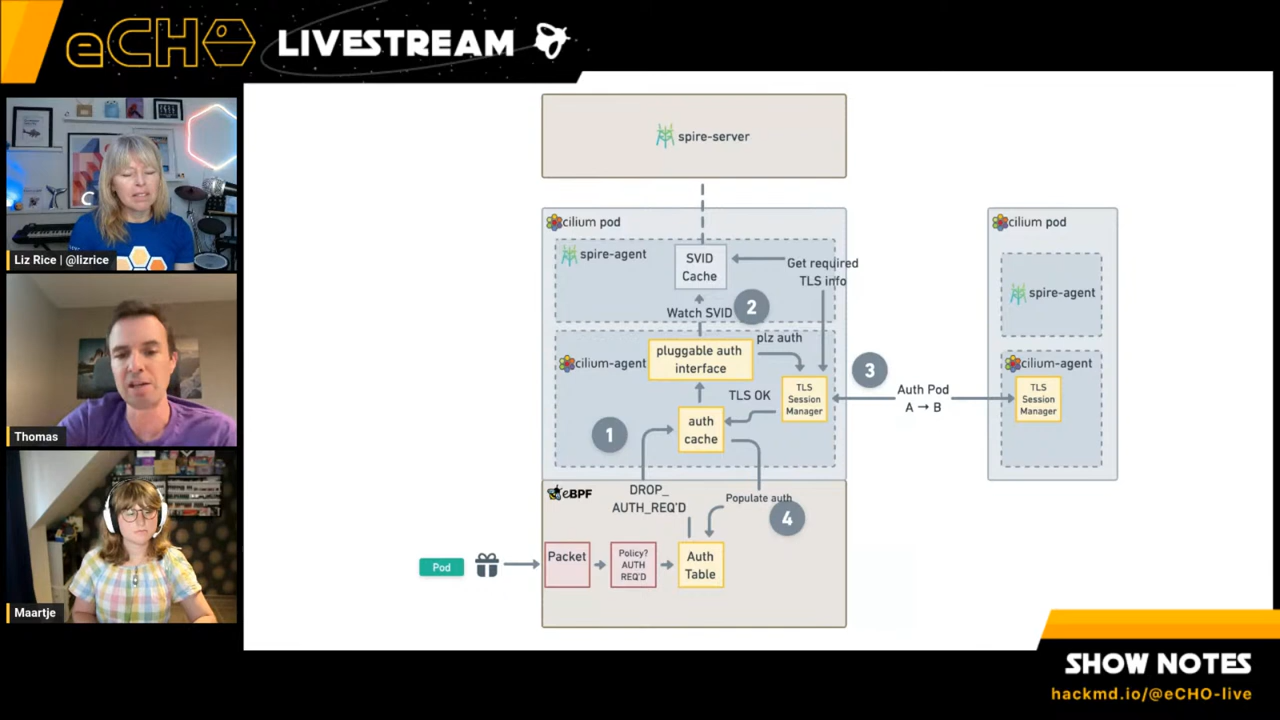 eCHO LIVESTREAM
Liz Rice | @lizrice
Thomas
Maartje
spire-server
cilium pod
spire-agent
SVID
Cache
Get required
TLS info
Watch SVID
2
cilium-agent
pluggable auth
interface
plz auth
TLS OK
TLS
Session
Manager
3
Auth Pod
A → B
1
auth
cache
cilium pod
spire-agent
cilium-agent
TLS
Session
Manager
eBPF
DROP_
AUTH_REQ'D
Populate auth
4
Pod
Packet
Policy?
AUTH
REQ'D
Auth
Table
SHOW NOTES
hackmd.io/@eCHO-live